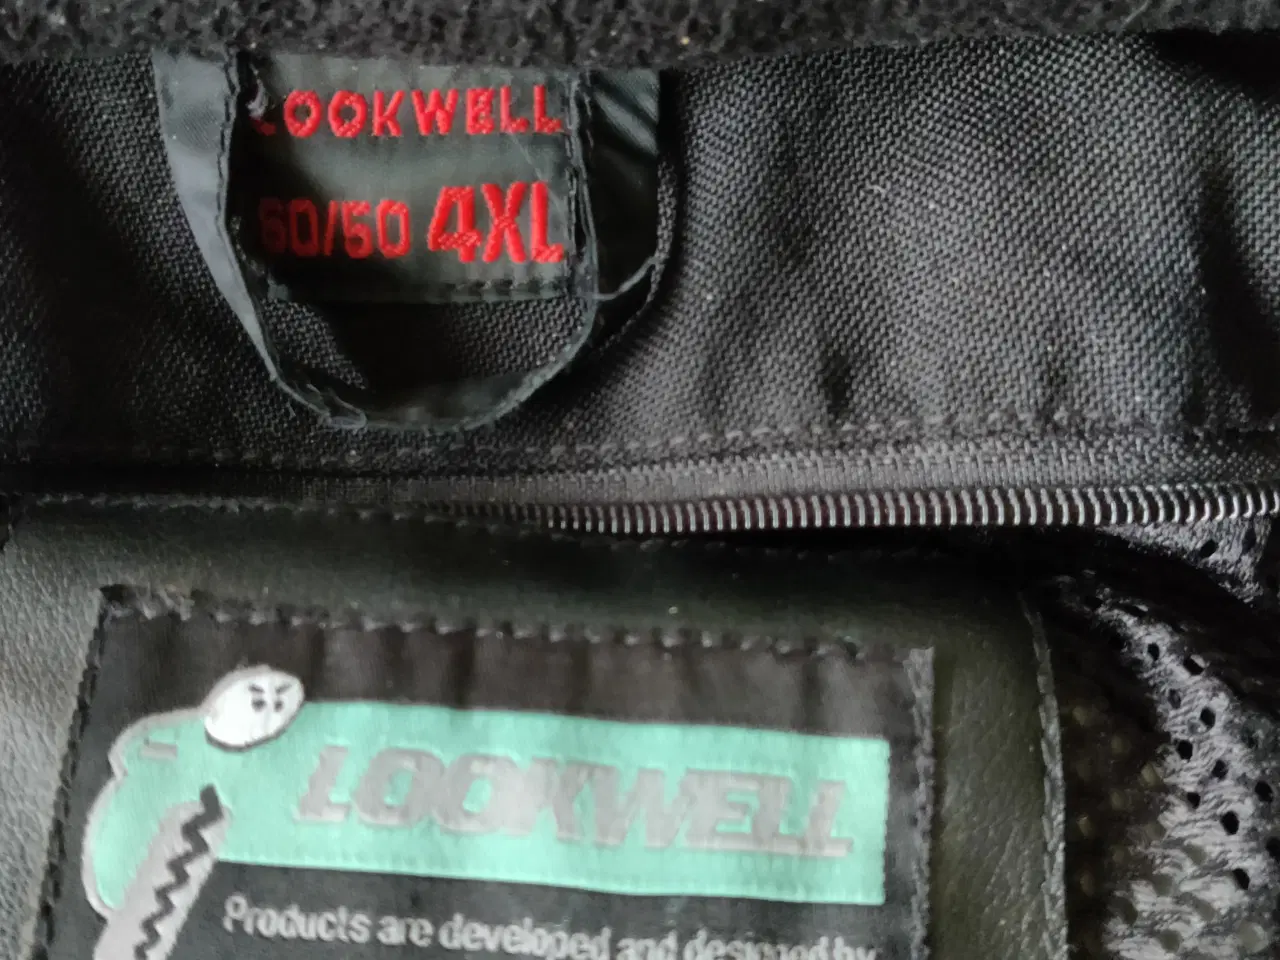 LOOKWELL
60/50 4XL
LOOKWELL
Products are developed and designed by